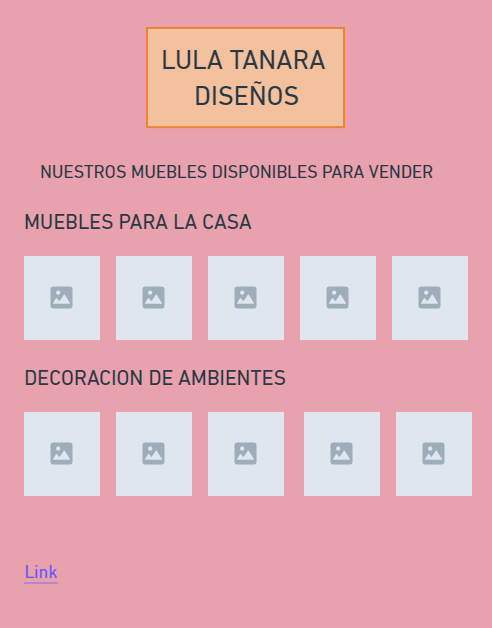 LULA TANARA
DISEÑOS
NUESTROS MUEBLES DISPONIBLES PARA VENDER
MUEBLES PARA LA CASA
DECORACION DE AMBIENTES
Link